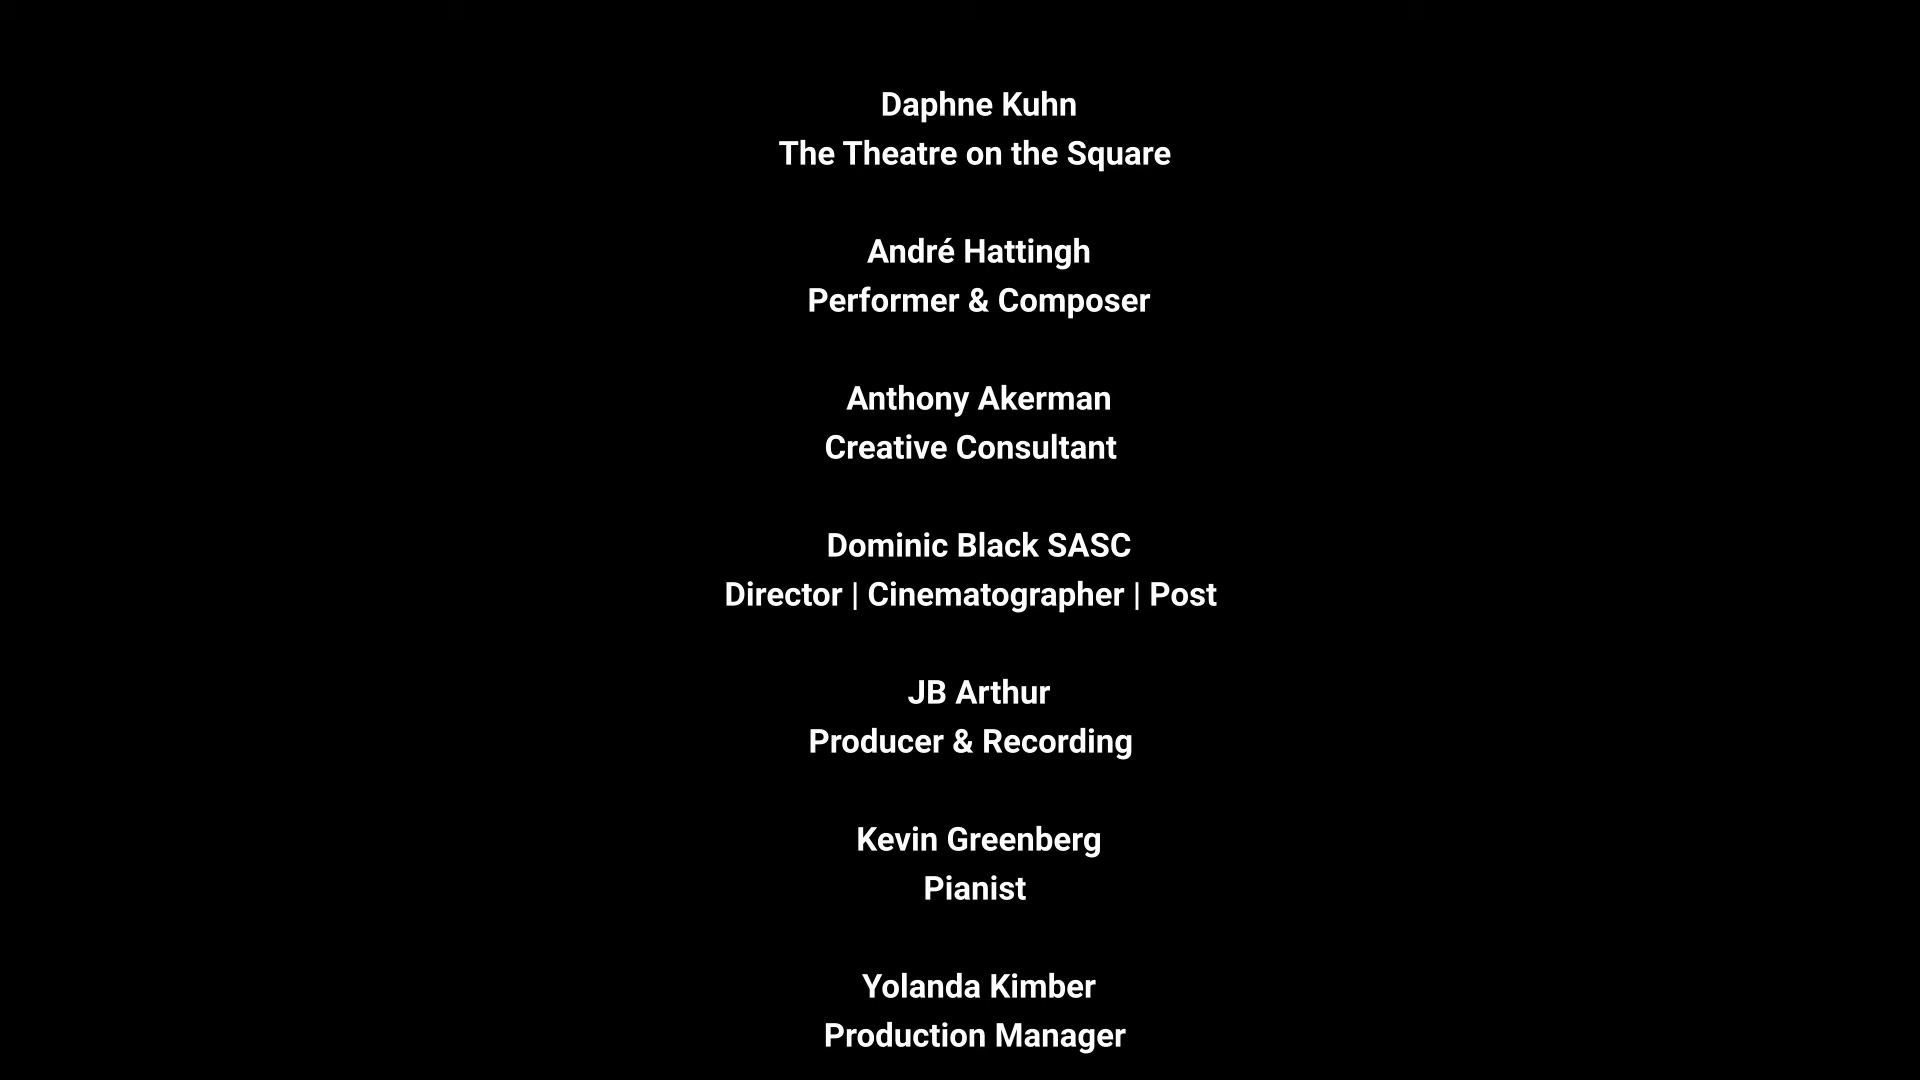 Daphne Kuhn
The Theatre on the Square
André Hattingh
Performer & Composer
Anthony Akerman
Creative Consultant
Dominic Black SASC
Director | Cinematographer | Post
JB Arthur
Producer & Recording
Kevin Greenberg
Pianist
Yolanda Kimber
Production Manager